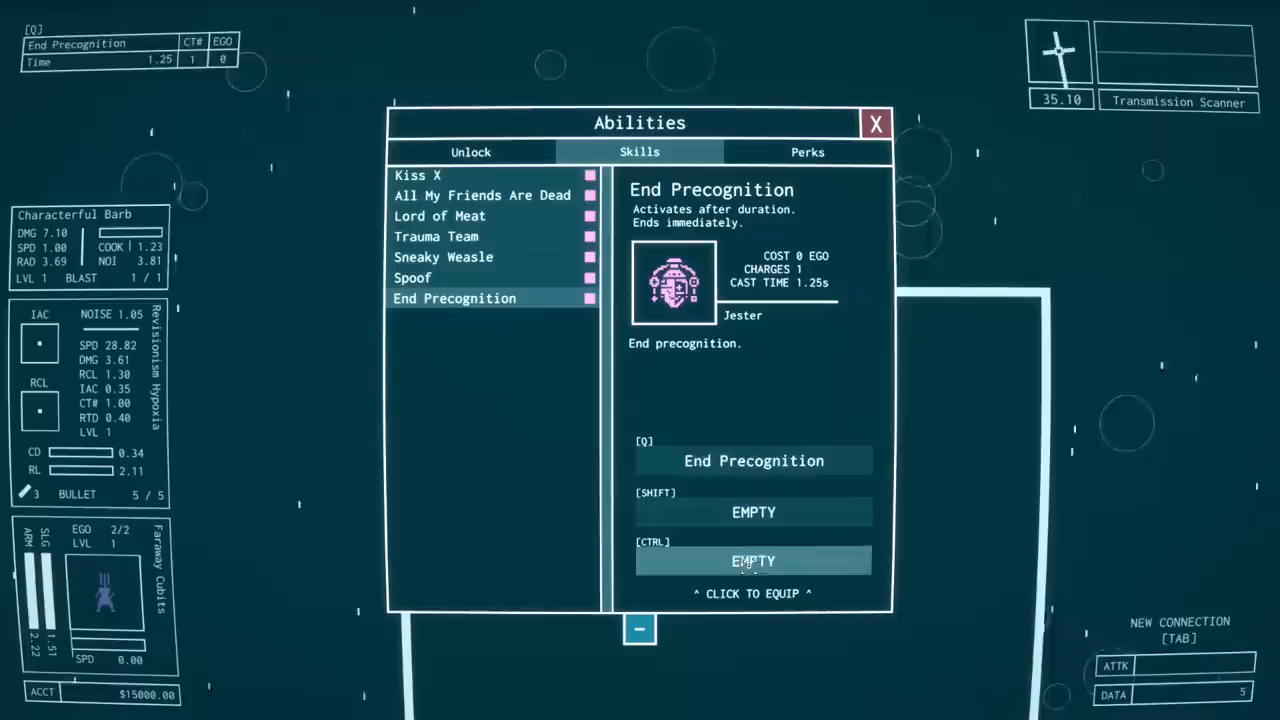 [Q]
End Precognition CT# EGO
Time 1.25 1 0
35.10 Transmission Scanner
Abilities X
Unlock Skills Perks
Kiss X
All My Friends Are Dead
Lord of Meat
Trauma Team
Sneaky Weasle
Spoof
End Precognition
End Precognition
Activates after duration.
Ends immediately.
COST 0 EGO
CHARGES 1
CAST TIME 1.25s
Jester
End precognition.
[Q]
End Precognition
[SHIFT]
EMPTY
[CTRL]
EMPTY
^ CLICK TO EQUIP ^
-
Characterful Barb
DMG 7.10
SPD 1.00 COOK 1.23
RAD 3.69 NOI 3.81
LVL 1 BLAST 1 / 1
IAC NOISE 1.05
Revisionism Hypoxia
SPD 28.82
DMG 3.61
RCL RCL 1.30
IAC 0.35
CT# 1.00
RTD 0.40
LVL 1
CD 0.34
RL 2.11
3 BULLET 5 / 5
ARM SLG EGO 2/2
LVL 1
Faraway Cubits
2.22 1.51
SPD 0.00
ACCT $15000.00
NEW CONNECTION
[TAB]
ATTK
DATA 5